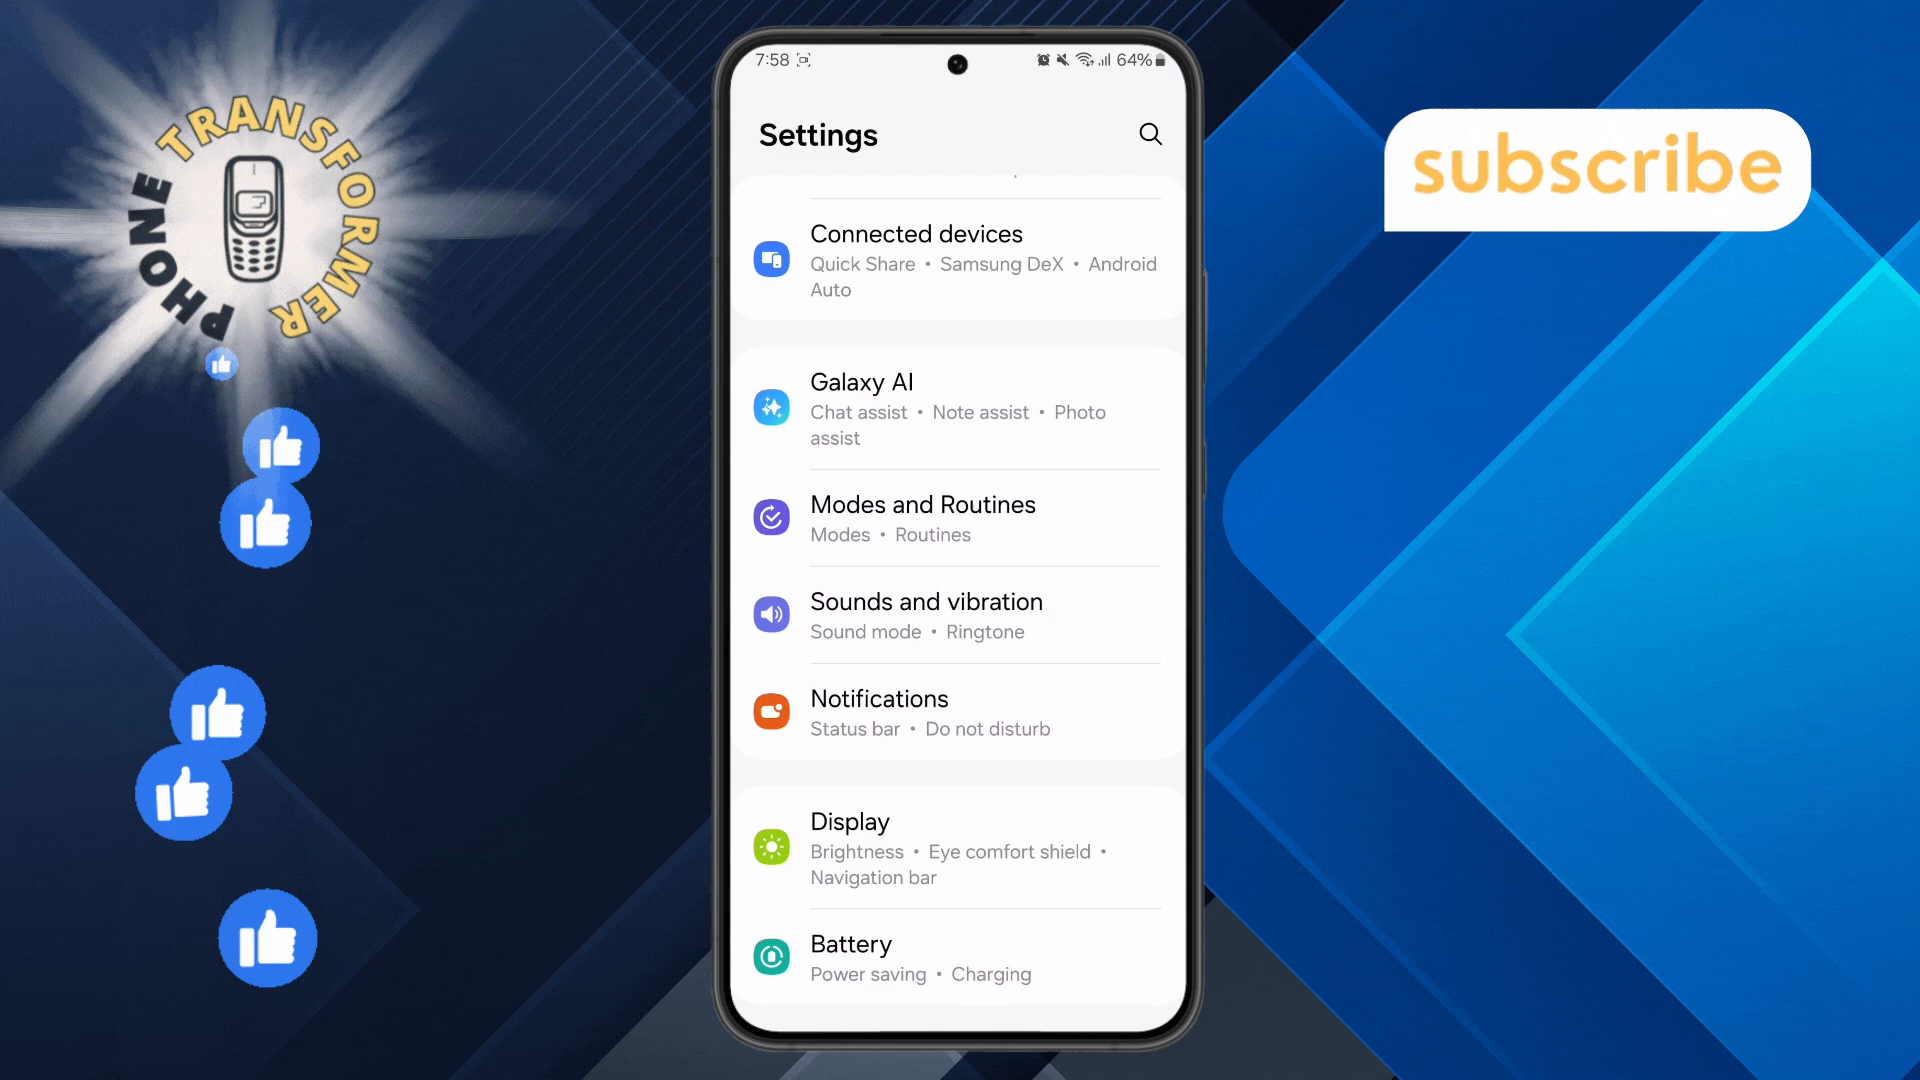 PHONE TRANSFORMER
7:58
64%
Settings
subscribe
Connected devices
Quick Share • Samsung DeX • Android
Auto
Galaxy AI
Chat assist • Note assist • Photo
assist
Modes and Routines
Modes • Routines
Sounds and vibration
Sound mode • Ringtone
Notifications
Status bar • Do not disturb
Display
Brightness • Eye comfort shield •
Navigation bar
Battery
Power saving • Charging